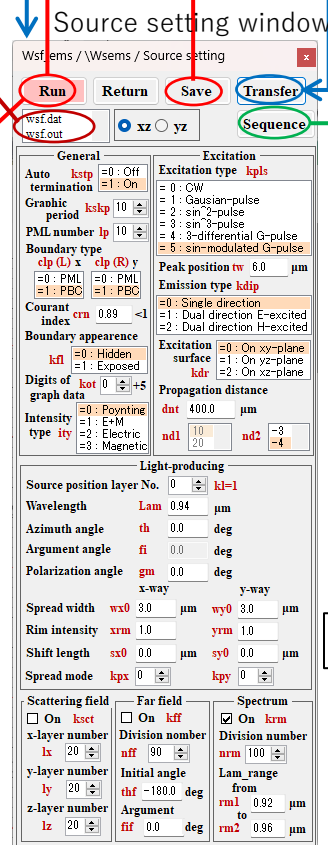 Source setting window
Wsf_ems / \Wsems / Source setting
x
Run Return Save Transfer
wsf.dat
wsf.out
xz yz
Sequence
General
Auto kstp
termination
=0 : Off
=1 : On
Graphic
period kskp 10
PML number lp 10
Boundary type
clp (L) x clp (R) y
=0 : PML =0 : PML
=1 : PBC =1 : PBC
Courant
index crn 0.89 <1
Boundary appearence
kfl
=0 : Hidden
=1 : Exposed
Digits of
graph data kot 0 +5
Intensity
type ity
=0 : Poynting
=1 : E+M
=2 : Electric
=3 : Magnetic
Excitation
Excitation type kpls
= 0 : CW
= 1 : Gausian-pulse
= 2 : sin^2-pulse
= 3 : sin^3-pulse
= 4 : 3-differential G-pulse
= 5 : sin-modulated G-pulse
Peak position tw 6.0 µm
Emission type kdip
=0 : Single direction
=1 : Dual direction E-excited
=2 : Dual direction H-excited
Excitation
surface
kdr
=0 : On xy-plane
=1 : On yz-plane
=2 : On xz-plane
Propagation distance
dnt 400.0 µm
nd1 10
20
nd2 -3
-4
Light-producing
Source position layer No. 0 kl=1
Wavelength Lam 0.94 µm
Azimuth angle th 0.0 deg
Argument angle fi 0.0 deg
Polarization angle gm 0.0 deg
x-way y-way
Spread width wx0 3.0 µm wy0 3.0 µm
Rim intensity xrm 1.0 yrm 1.0
Shift length sx0 0.0 µm sy0 0.0 µm
Spread mode kpx 0 kpy 0
Scattering field
On ksct
x-layer number
lx 20
y-layer number
ly 20
z-layer number
lz 20
Far field
On kff
Division nomber
nff 90
Initial angle
thf -180.0 deg
Argument
fif 0.0 deg
Spectrum
On krm
Division number
nrm 100
Lam_range
from
rm1 0.92 µm
to
rm2 0.96 µm